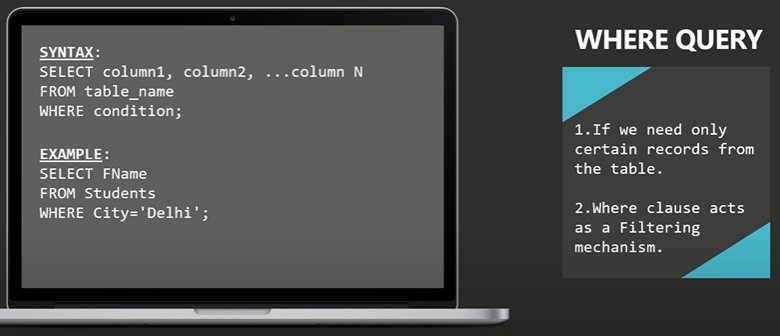 SYNTAX:
SELECT column1, column2, ...column N
FROM table_name
WHERE condition;
EXAMPLE:
SELECT FName
FROM Students
WHERE City='Delhi';
WHERE QUERY
1.If we need only
certain records from
the table.
2.Where clause acts
as a Filtering
mechanism.